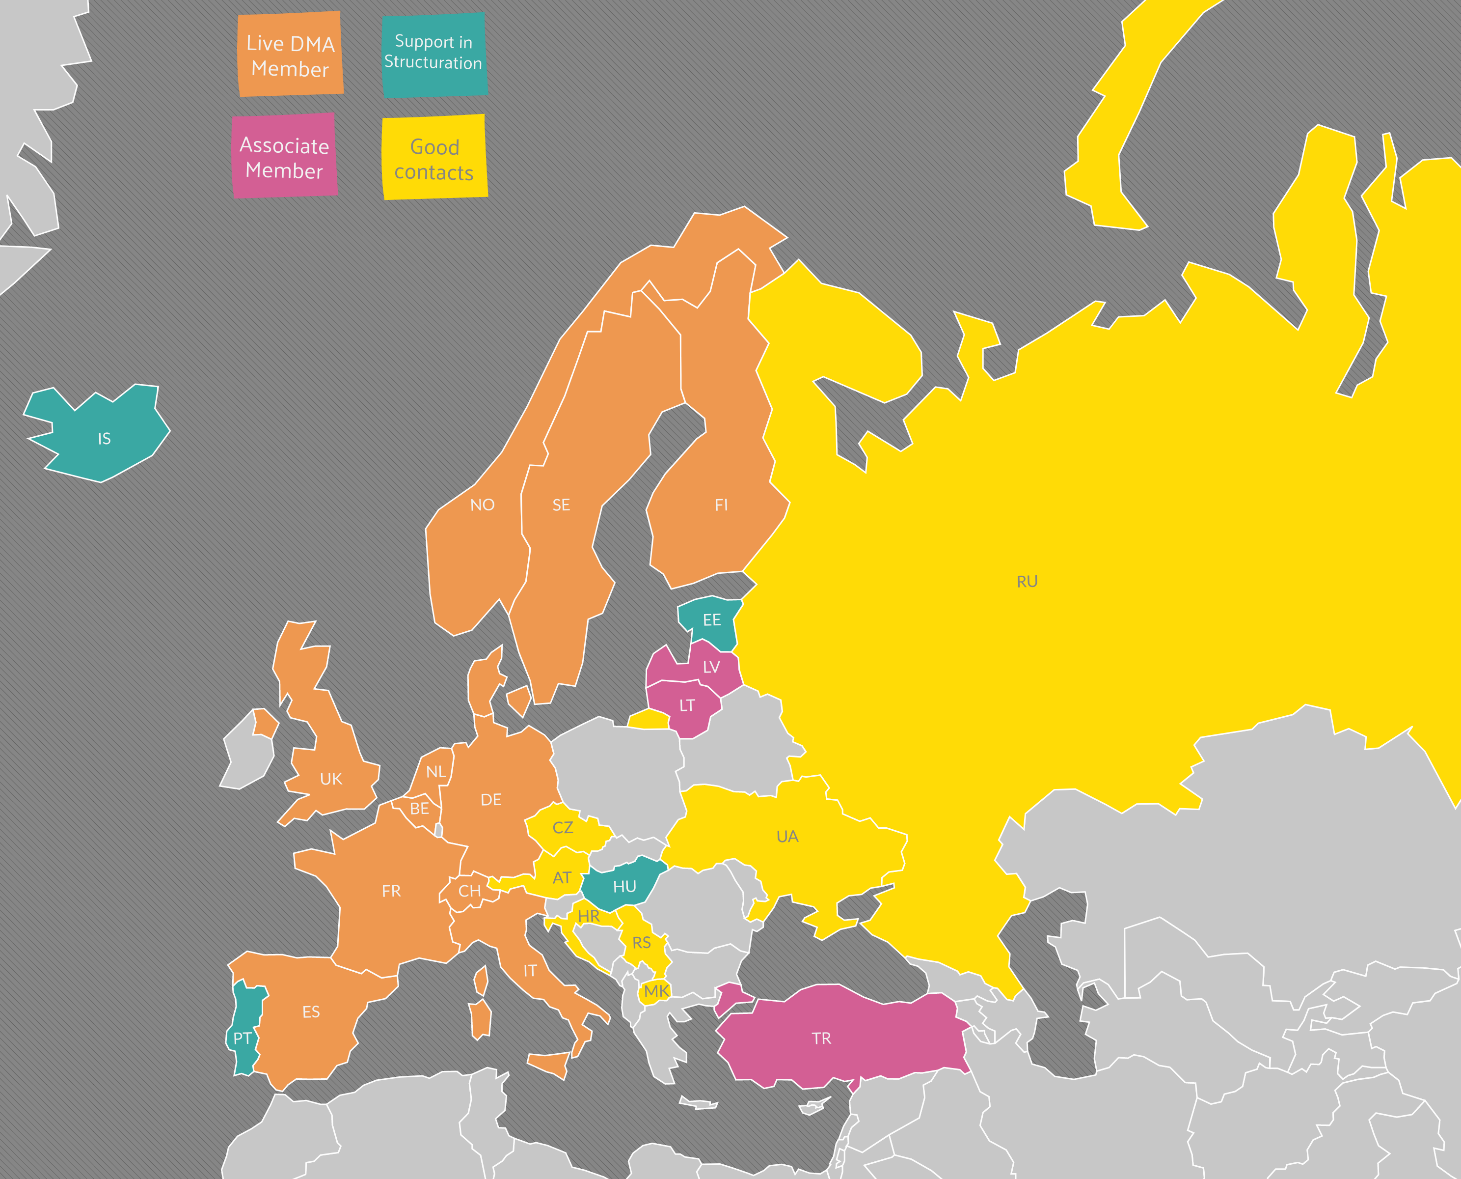 Live DMA
Member
Support in
Structuration
Associate
Member
Good
contacts
IS
NO
SE
FI
RU
EE
LV
LT
UK
NL
BE
DE
CZ
UA
FR
CH
AT
HU
HR
RS
IT
MK
ES
PT
TR